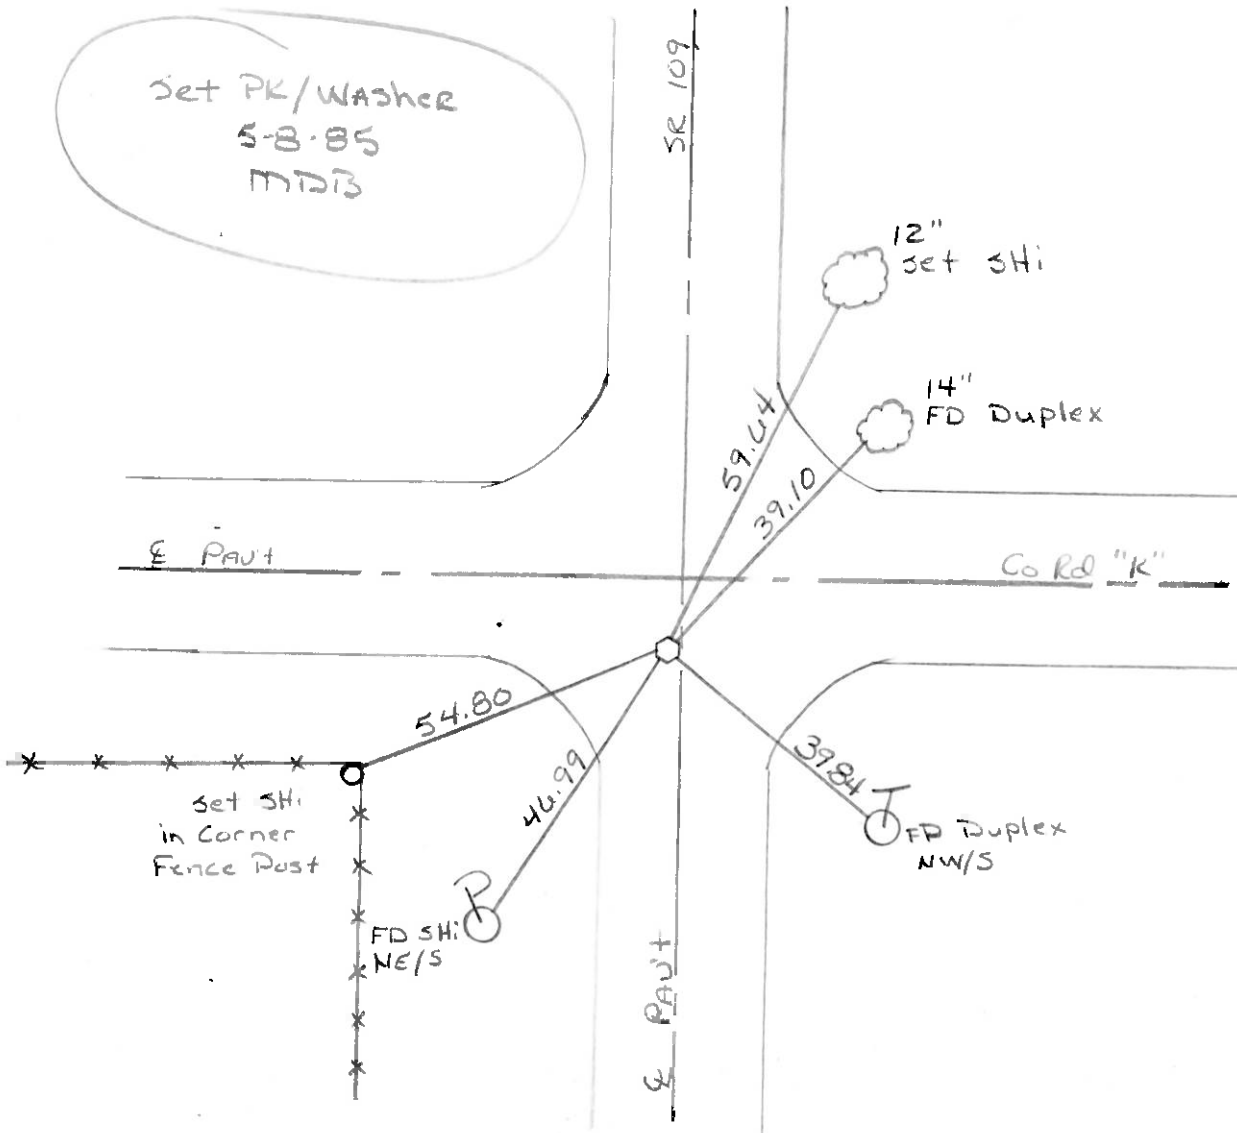 Set PK/WASHER
5-8-85
MDB
SR 109
12"
Set SHi
14"
FD Duplex
59.64
39.10
℄ PAV't
Co Rd "K"
54.80
46.99
39.84
Set SHi
in Corner
Fence Post
T
FD Duplex
NW/S
P
FD SHi
NE/S
℄ PAV't